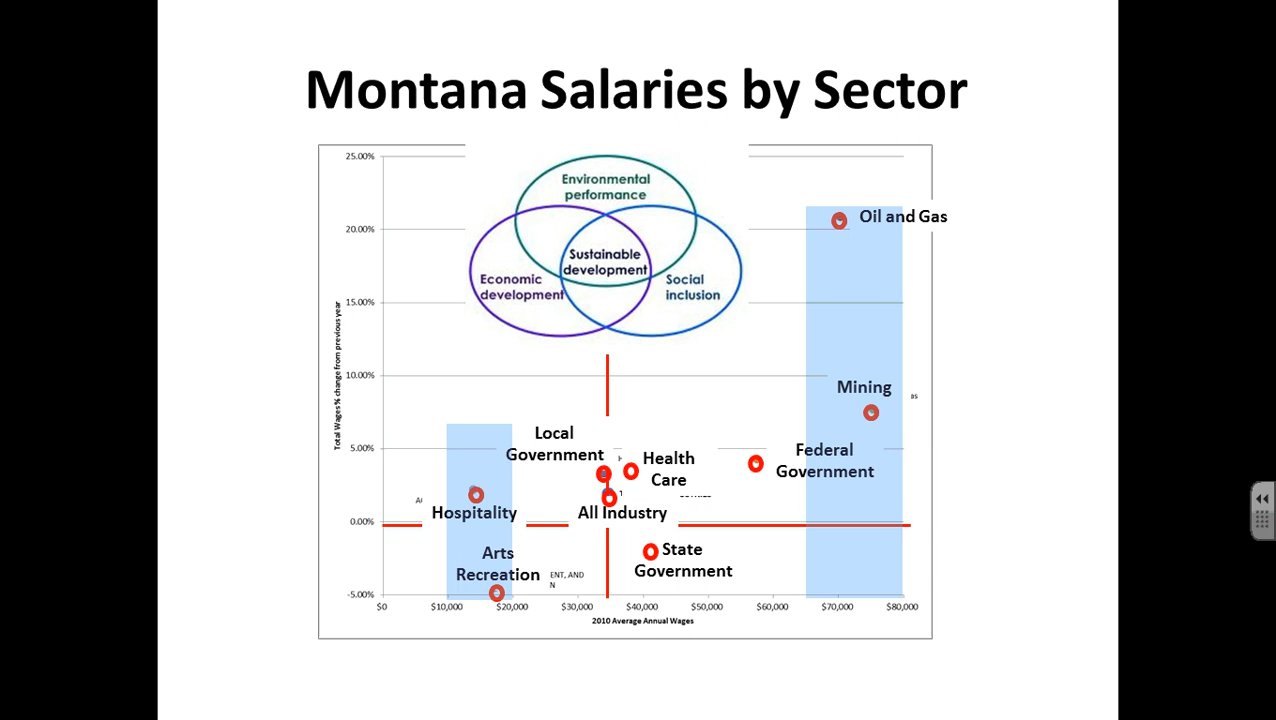 Montana Salaries by Sector
25.00%
20.00%
15.00%
10.00%
5.00%
0.00%
-5.00%
Total Wages % change from previous year
Environmental
performance
Sustainable
development
Economic
development
Social
inclusion
Oil and Gas
Mining
Local
Government
Health
Care
Federal
Government
Hospitality
All Industry
Arts
Recreation
ENT, AND
N
State
Government
$0
$10,000
$20,000
$30,000
$40,000
$50,000
$60,000
$70,000
$80,000
2010 Average Annual Wages